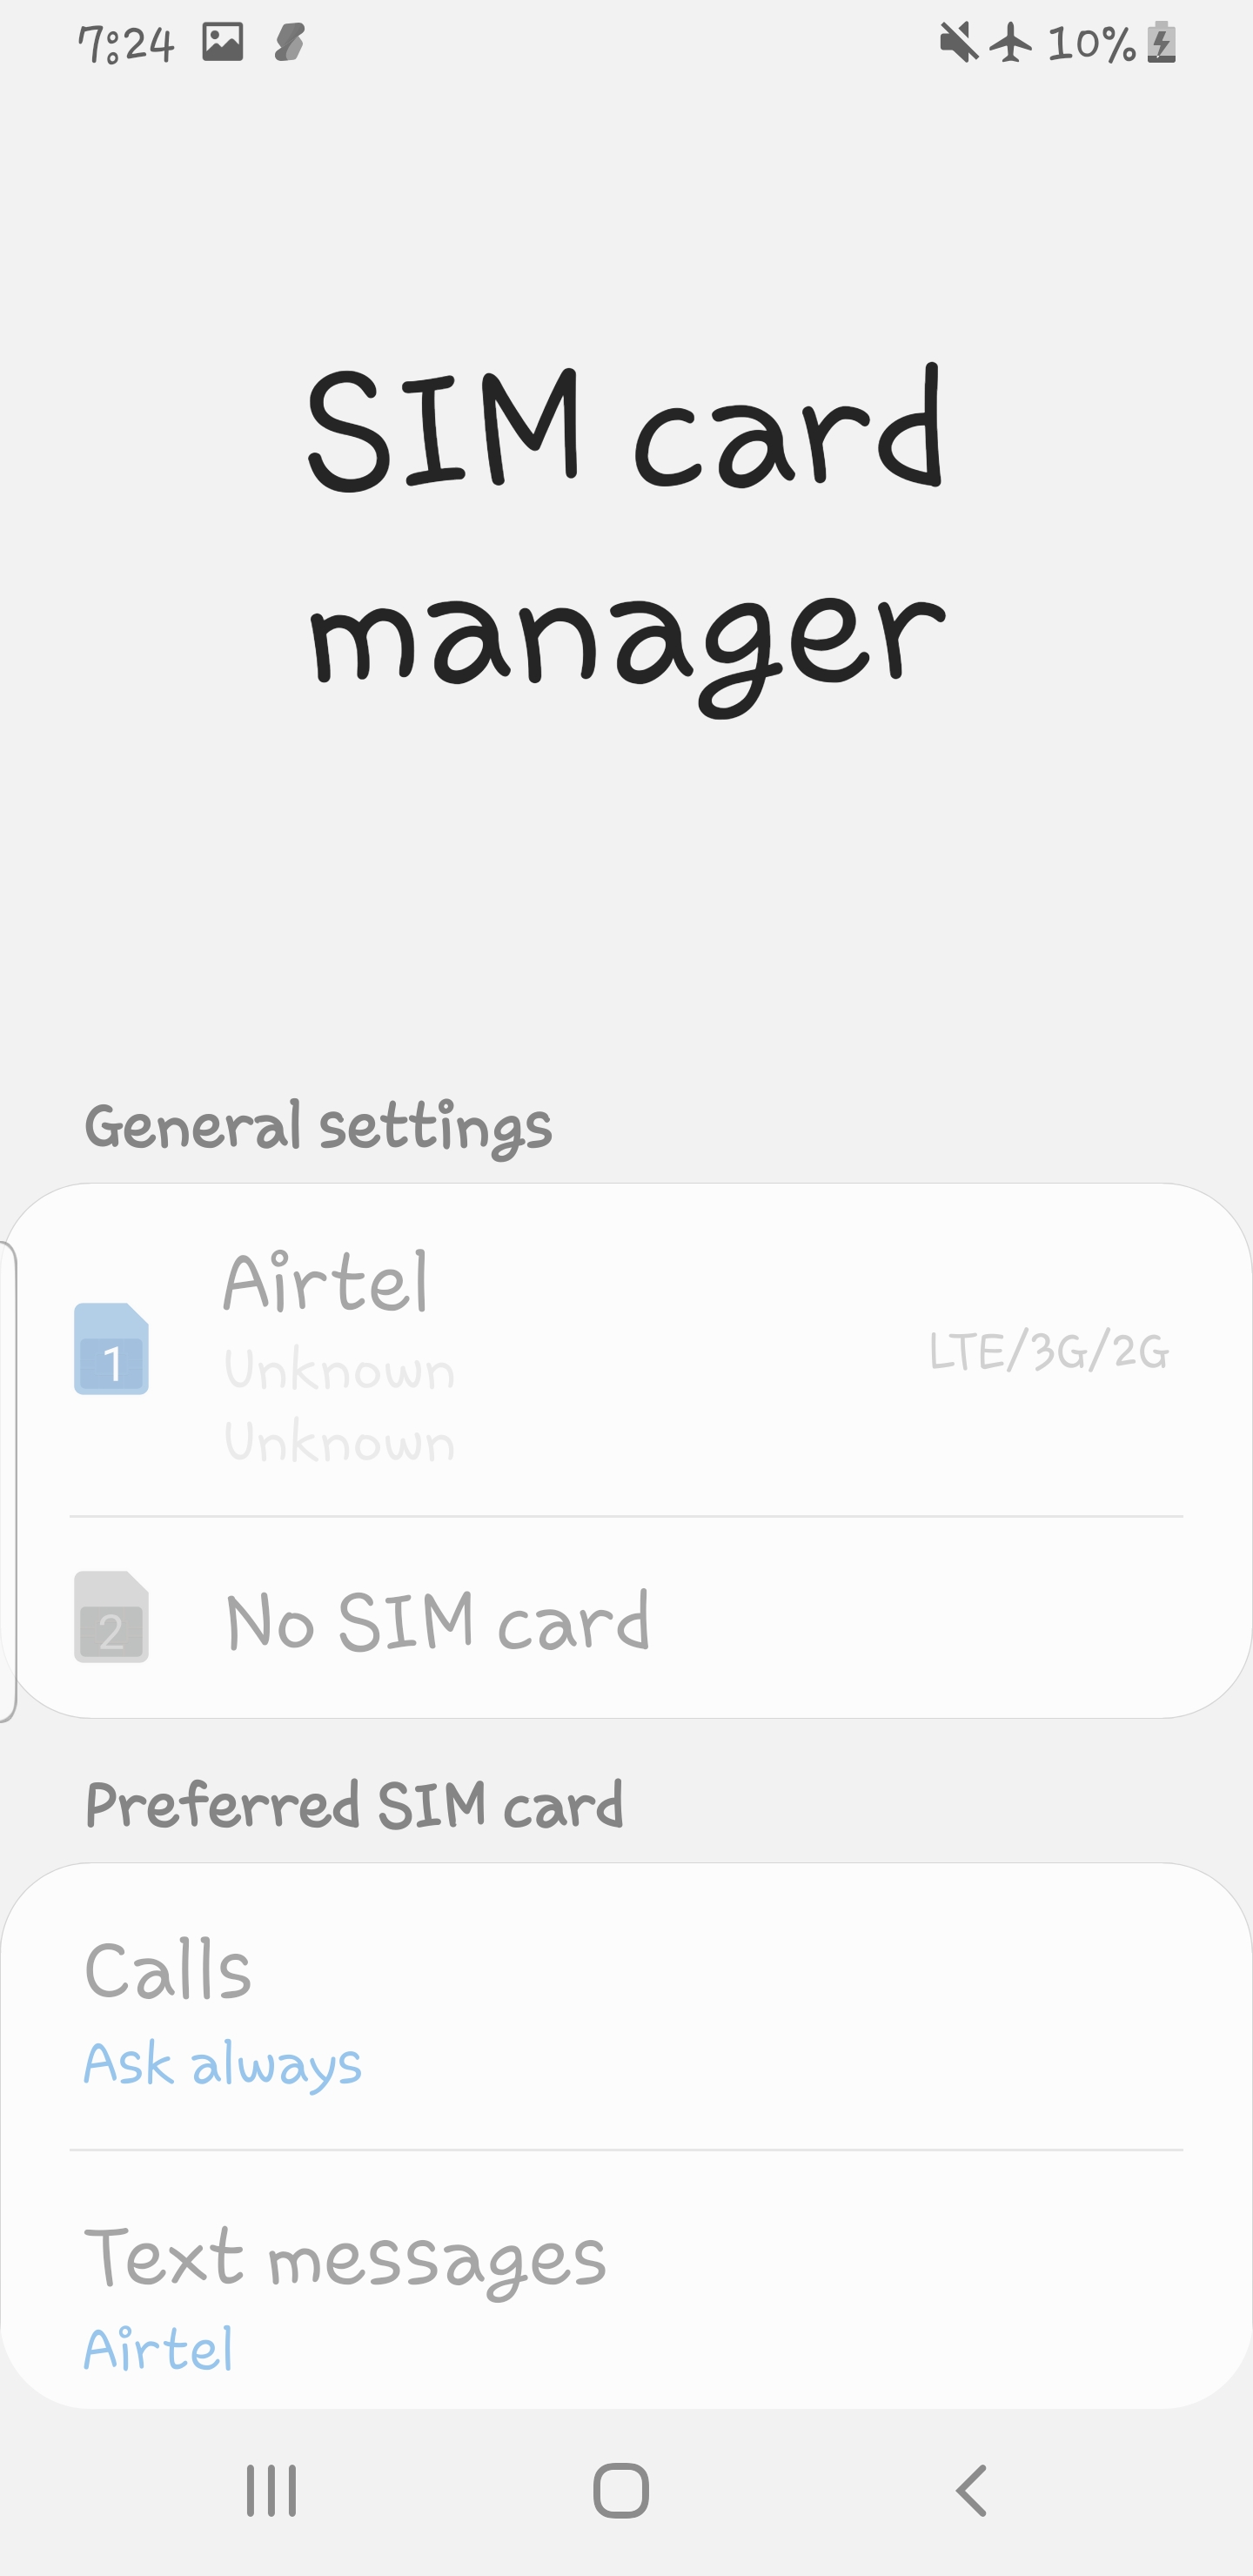 7:24
10%
SIM card
manager
General settings
Airtel
1
Unknown
LTE/3G/2G
Unknown
2
No SIM card
Preferred SIM card
Calls
Ask always
Text messages
Airtel